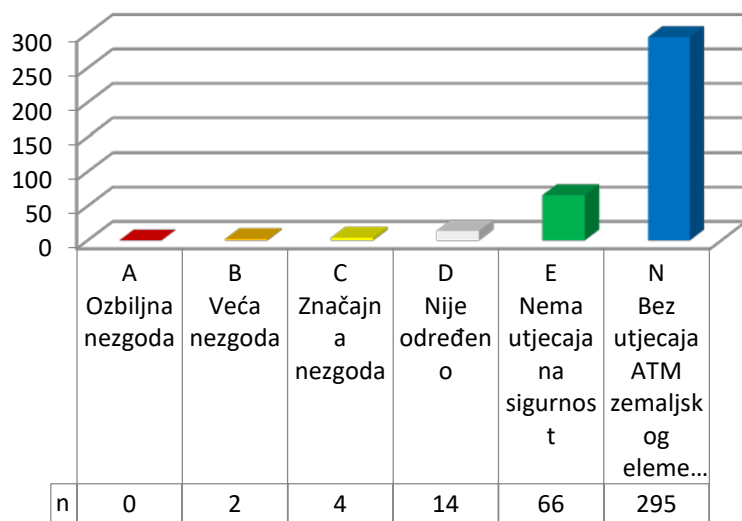 300
250
200
150
100
50
0
A
Ozbiljna
nezgoda
B
Veća
nezgoda
C
Značajn
a
nezgoda
D
Nije
određen
o
E
Nema
utjecaja
na
sigurnos
t
N
Bez
utjecaja
ATM
zemaljsk
og
eleme…
n 0 2 4 14 66 295